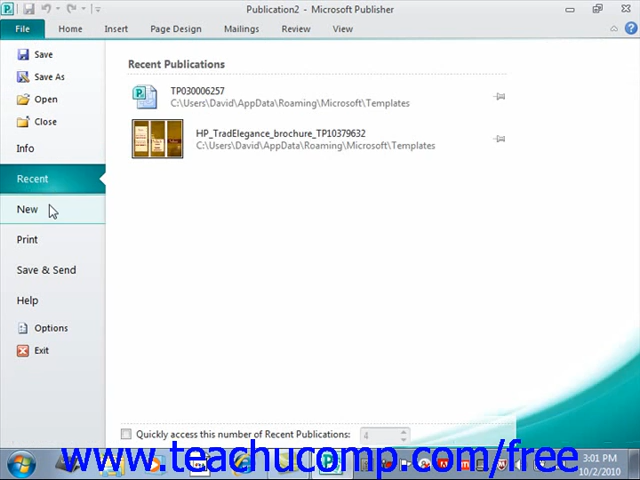 Publication2 - Microsoft Publisher
File Home Insert Page Design Mailings Review View
Save
Save As
Open
Close
Info
Recent
New
Print
Save & Send
Help
Options
Exit
Recent Publications
TP030006257
C:\Users\David\AppData\Roaming\Microsoft\Templates
HP_TradElegance_brochure_TP10379632
C:\Users\David\AppData\Roaming\Microsoft\Templates
Quickly access this number of Recent Publications: 4
www.teachucomp.com/free
3:01 PM
10/2/2010